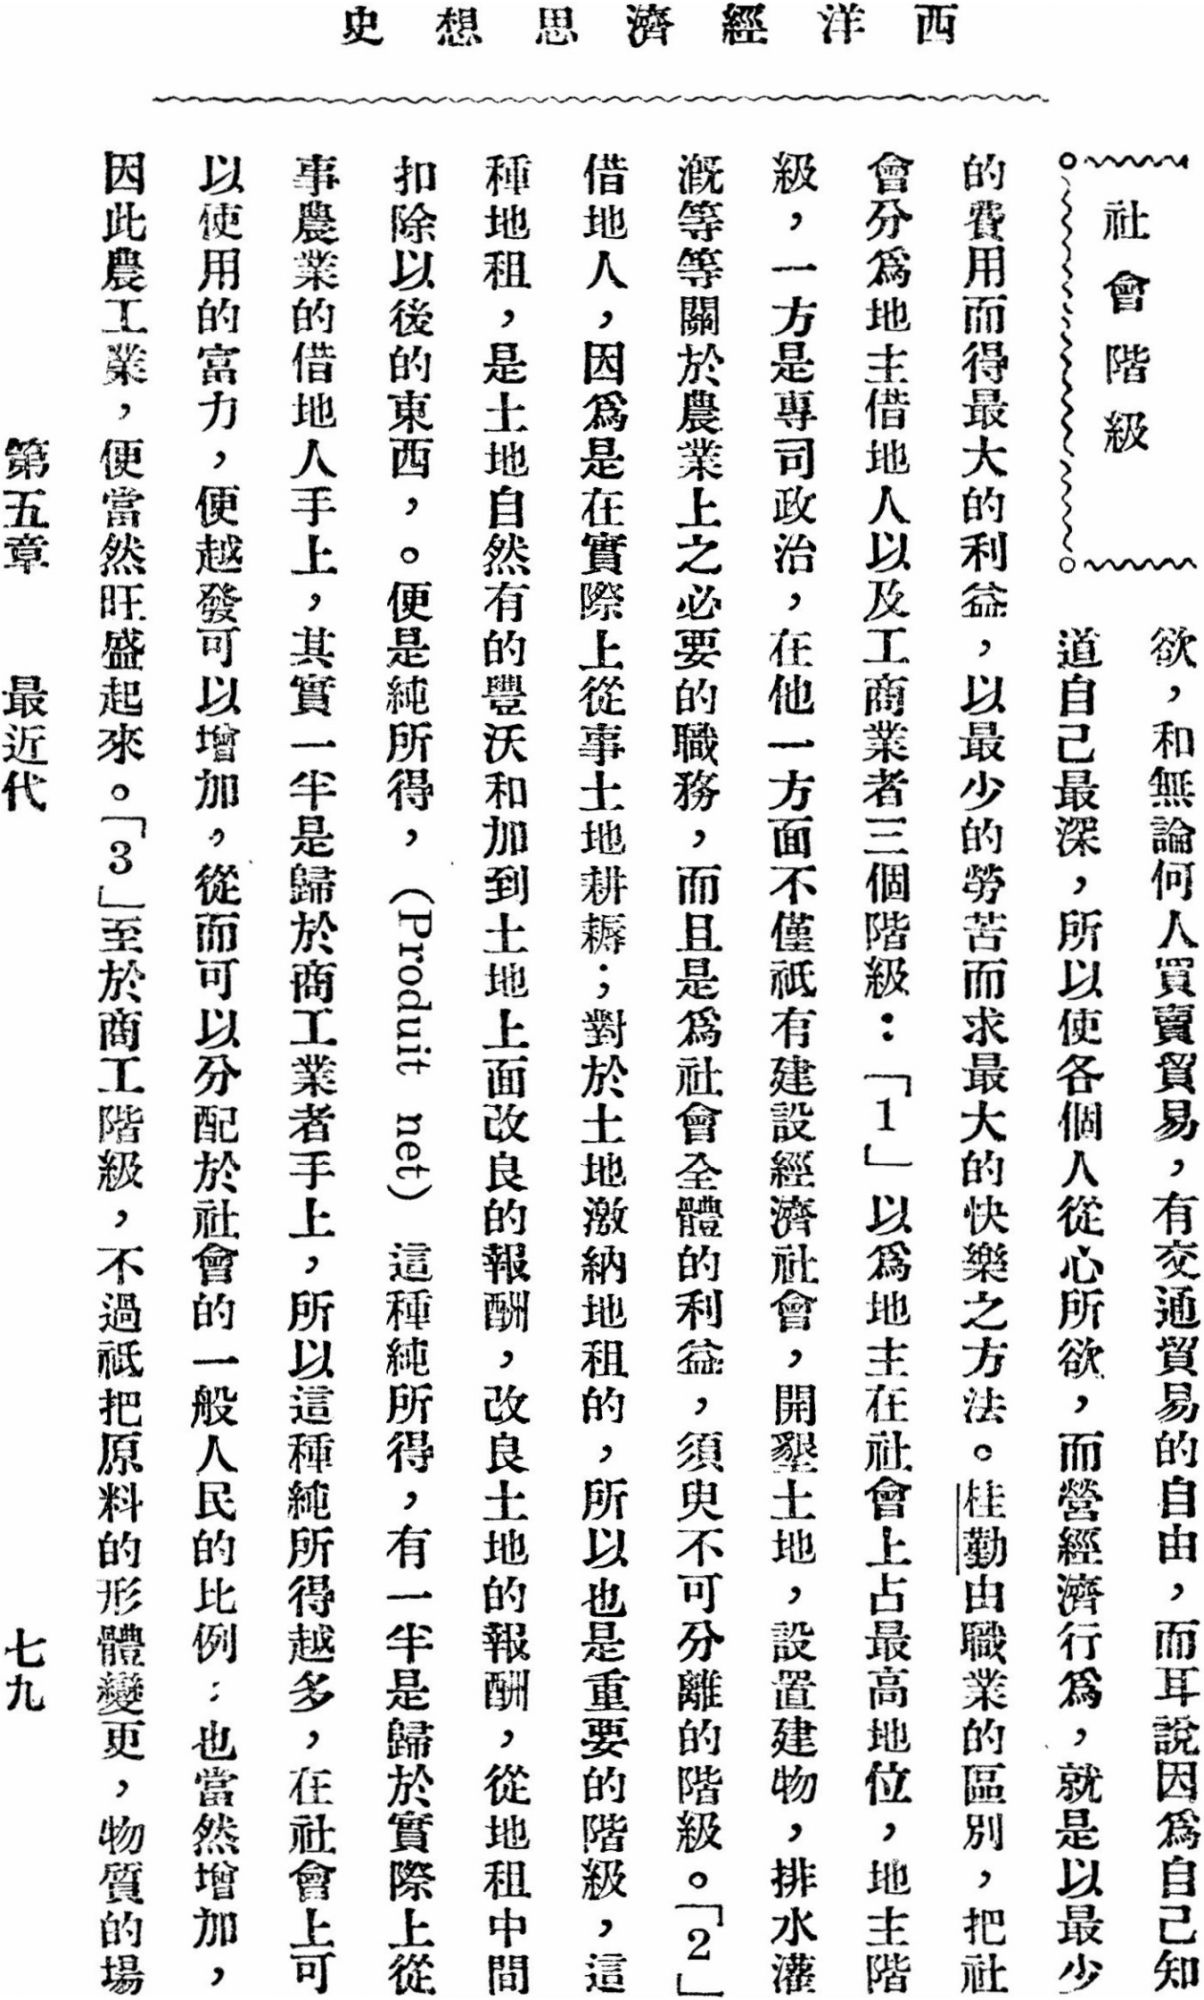 西洋經濟思想史
社會階級
欲，和無論何人買賣貿易，有交通貿易的自由，而耳說因爲自己知
道自己最深，所以使各個人從心所欲，而營經濟行爲，就是以最少
的費用而得最大的利益，以最少的勞苦而求最大的快樂之方法。桂勤由職業的區別，把社
會分爲地主借地人以及工商業者三個階級：「1」以爲地主在社會上占最高地位，地主階
級，一方是專司政治，在他一方面不僅祇有建設經濟社會，開墾土地，設置建物，排水灌
溉等等關於農業上之必要的職務，而且是爲社會全體的利益，須臾不可分離的階級。「2」
借地人，因爲是在實際上從事土地耕耨；對於土地激納地租的，所以也是重要的階級，這
種地租，是土地自然有的豐沃和加到土地上面改良的報酬，改良土地的報酬，從地租中間
扣除以後的東西，。便是純所得，（Produit net）這種純所得，有一半是歸於實際上從
事農業的借地人手上，其實一半是歸於商工業者手上，所以這種純所得越多，在社會上可
以使用的富力，便越發可以增加，從而可以分配於社會的一般人民的比例；也當然增加，
因此農工業，便當然旺盛起來。「3」至於商工階級，不過祇把原料的形體變更，物質的場
第五章　最近代　七九